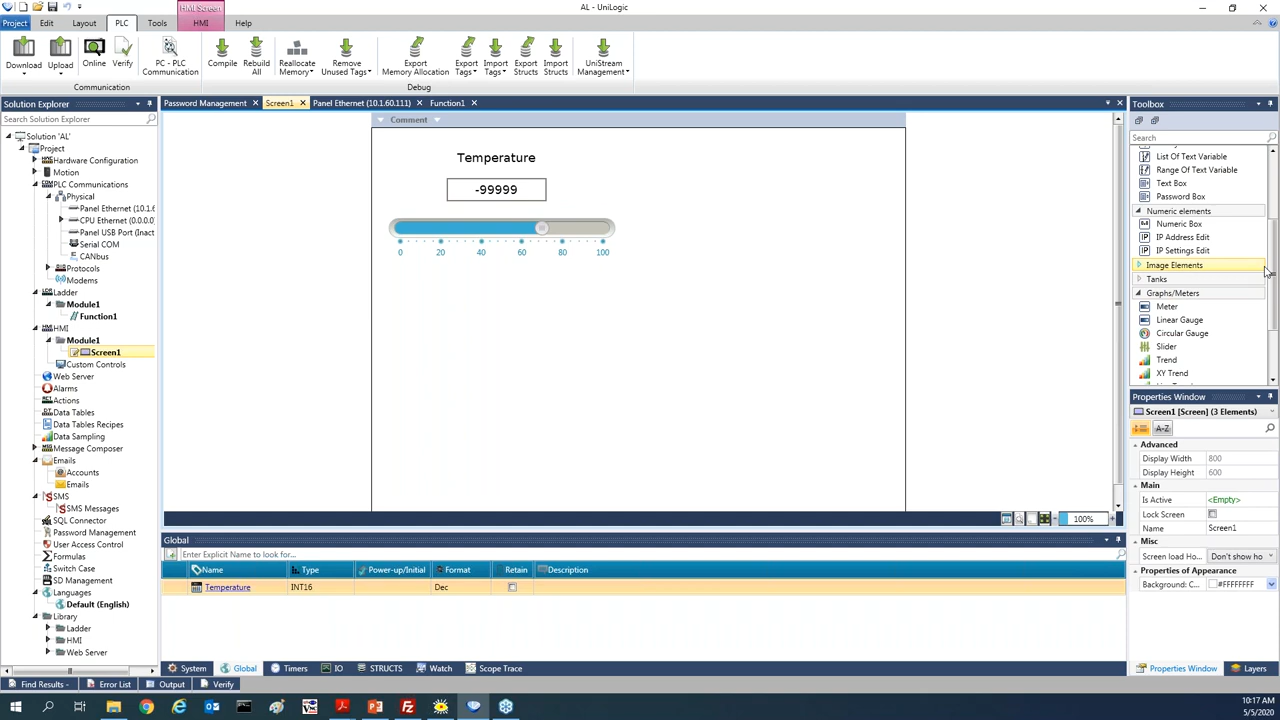 AL - UniLogic
HMI Screen
Project Edit Layout PLC Tools HMI Help
Download Upload Online Verify PC - PLC Communication Compile Rebuild All Reallocate Memory Remove Unused Tags Export Memory Allocation Export Tags Import Tags Export Structs Import Structs UniStream Management
Communication Debug
Solution Explorer
Search Solution Explorer
Solution 'AL'
Project
Hardware Configuration
Motion
PLC Communications
Physical
Panel Ethernet (10.1.6
CPU Ethernet (0.0.0.0
Panel USB Port (Inact
Serial COM
CANbus
Protocols
Modems
Ladder
Module1
Function1
HMI
Module1
Screen1
Custom Controls
Web Server
Alarms
Actions
Data Tables
Data Tables Recipes
Data Sampling
Message Composer
Emails
Accounts
Emails
SMS
SMS Messages
SQL Connector
Password Management
User Access Control
Formulas
Switch Case
SD Management
Languages
Default (English)
Library
Ladder
HMI
Web Server
Password Management Screen1 Panel Ethernet (10.1.60.111) Function1
Comment
Temperature
-99999
0 20 40 60 80 100
100%
Global
Enter Explicit Name to look for...
Name Type Power-up/Initial Format Retain Description
Temperature INT16 Dec
System Global Timers IO STRUCTS Watch Scope Trace
Toolbox
Search
List Of Text Variable
Range Of Text Variable
Text Box
Password Box
Numeric elements
Numeric Box
IP Address Edit
IP Settings Edit
Image Elements
Tanks
Graphs/Meters
Meter
Linear Gauge
Circular Gauge
Slider
Trend
XY Trend
Properties Window
Screen1 [Screen] (3 Elements)
A-Z
Advanced
Display Width 800
Display Height 600
Main
Is Active <Empty>
Lock Screen
Name Screen1
Misc
Screen load Ho... Don't show ho
Properties of Appearance
Background: C... #FFFFFFFF
Properties Window Layers
Find Results Error List Output Verify
10:17 AM
5/5/2020